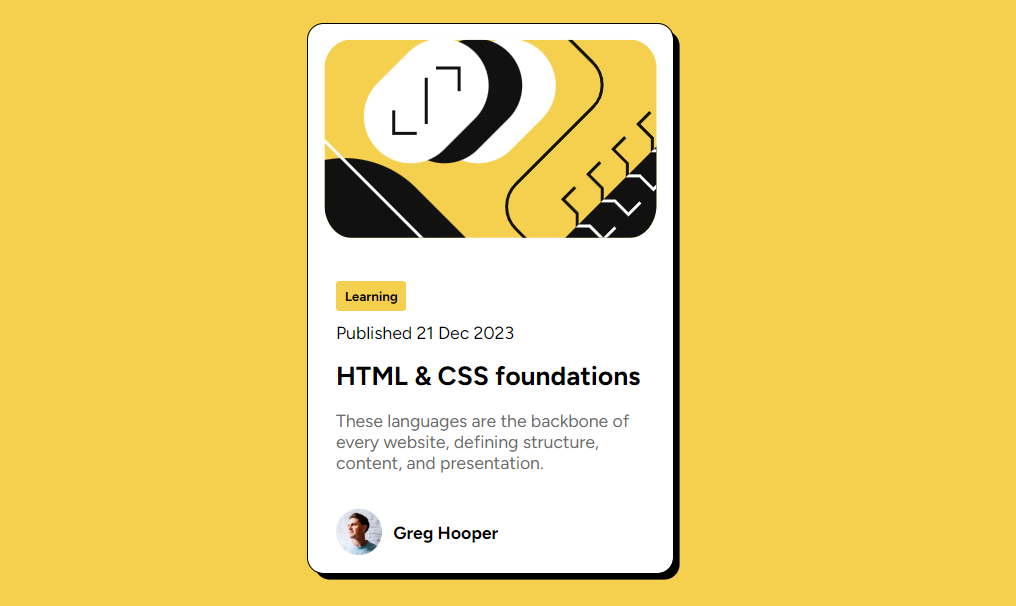 Learning
Published 21 Dec 2023
HTML & CSS foundations
These languages are the backbone of
every website, defining structure,
content, and presentation.
Greg Hooper